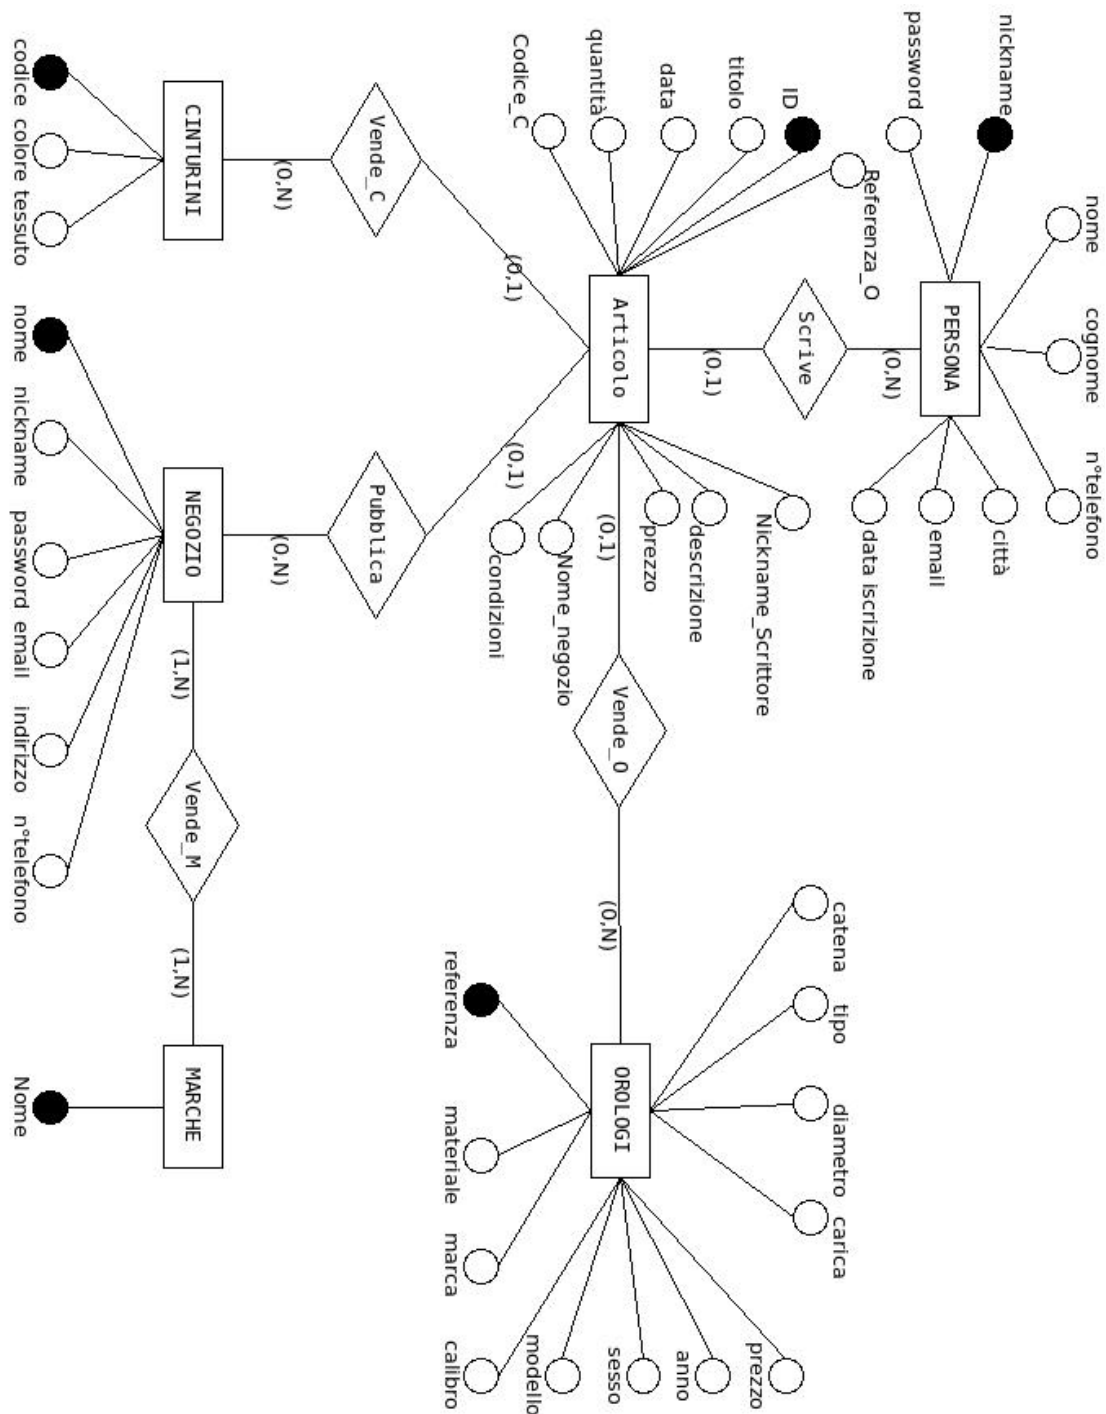 nickname
password
nome
cognome
n°telefono
PERSONA
città
email
data iscrizione
(0,N)
Scrive
(0,1)
Referenza_O
ID
titolo
data
quantità
Codice_C
Articolo
Nickname_Scrittore
descrizione
prezzo
Nome_negozio
condizioni
(0,1)
Vende_C
(0,N)
CINTURINI
codice
colore
tessuto
(0,1)
Pubblica
(0,N)
NEGOZIO
nome
nickname
password
email
indirizzo
n°telefono
(1,N)
Vende_M
(1,N)
MARCHE
Nome
(0,1)
Vende_O
(0,N)
OROLOGI
catena
tipo
diametro
carica
referenza
materiale
marca
calibro
modello
sesso
anno
prezzo